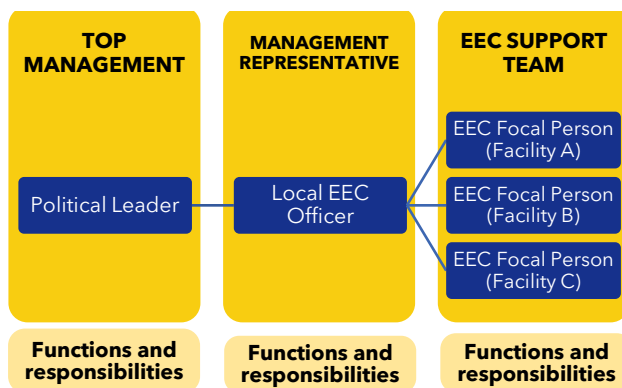 TOP
MANAGEMENT
Political Leader
Functions and
responsibilities
MANAGEMENT
REPRESENTATIVE
Local EEC
Officer
Functions and
responsibilities
EEC SUPPORT
TEAM
EEC Focal Person
(Facility A)
EEC Focal Person
(Facility B)
EEC Focal Person
(Facility C)
Functions and
responsibilities